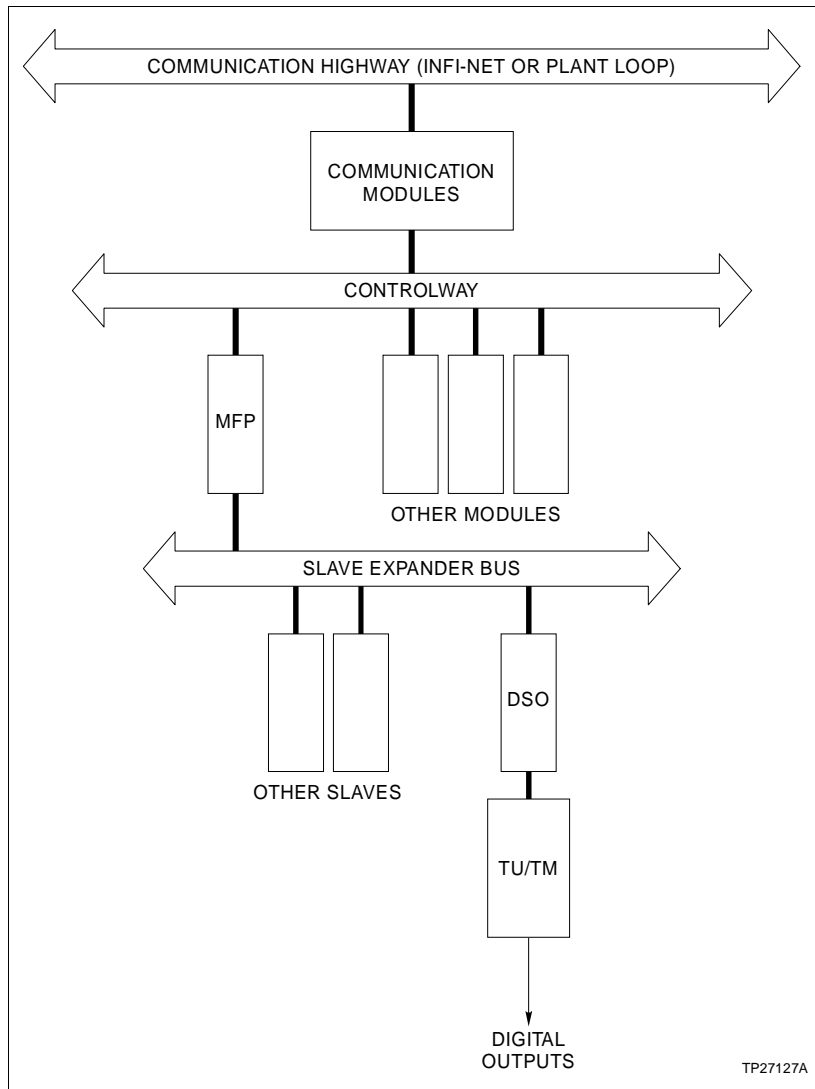 COMMUNICATION HIGHWAY (INFI-NET OR PLANT LOOP)
COMMUNICATION
MODULES
CONTROLWAY
MFP
OTHER MODULES
SLAVE EXPANDER BUS
DSO
OTHER SLAVES
TU/TM
DIGITAL
OUTPUTS
TP27127A